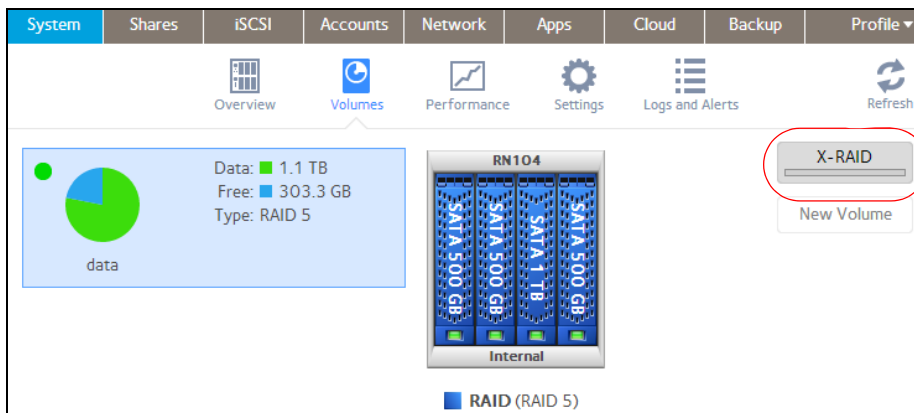 System Shares iSCSI Accounts Network Apps Cloud Backup Profile ▾
Overview Volumes Performance Settings Logs and Alerts Refresh
Data: 1.1 TB
Free: 303.3 GB
Type: RAID 5
data
RN104
SATA 500 GB
SATA 500 GB
SATA 1 TB
SATA 500 GB
Internal
RAID (RAID 5)
X-RAID
New Volume